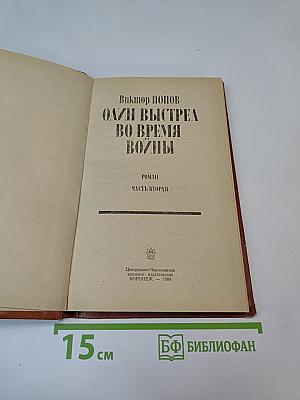 Виктор ПОПОВ
ОДИН ВЫСТРЕЛ
ВО ВРЕМЯ
ВОЙНЫ
РОМАН
ЧАСТЬ ВТОРАЯ
Центрально-Черноземное
книжное издательство
ВОРОНЕЖ — 1984
15 см
БФ БИБЛИОФАН